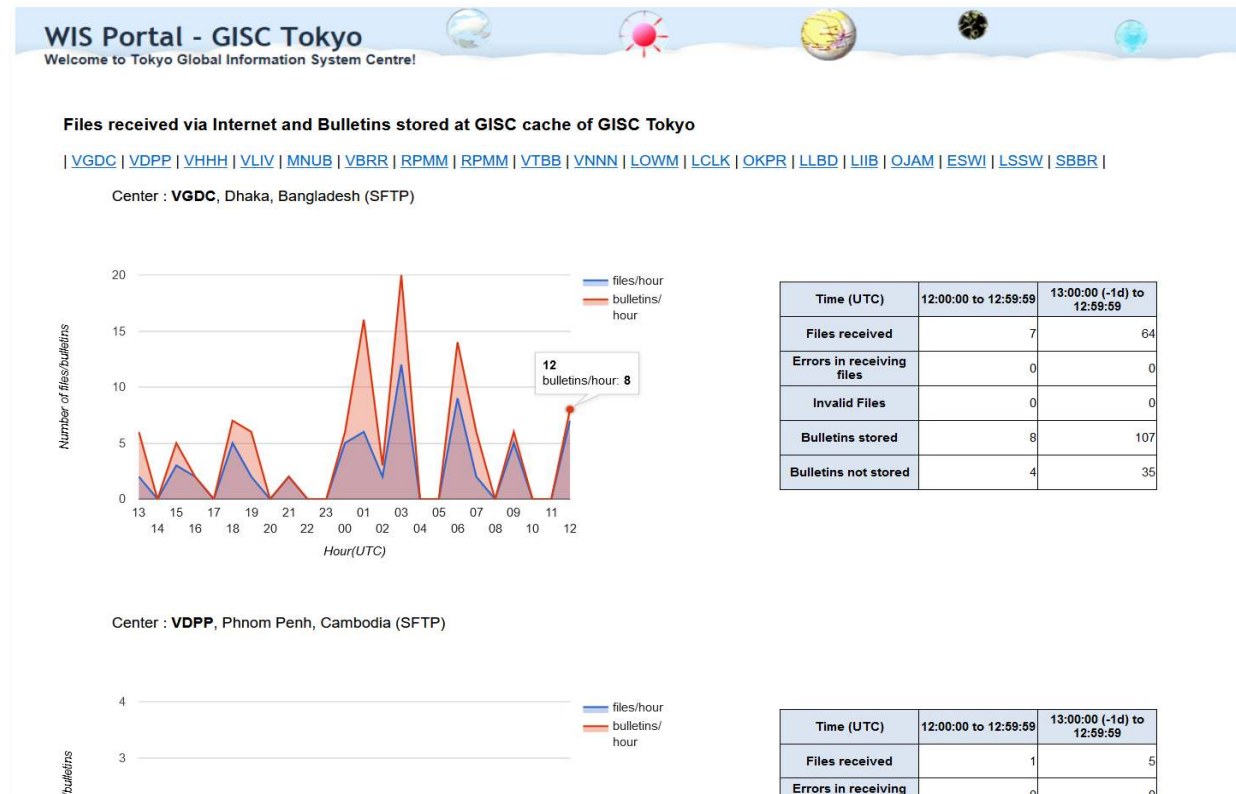 WIS Portal - GISC Tokyo
Welcome to Tokyo Global Information System Centre!
Files received via Internet and Bulletins stored at GISC cache of GISC Tokyo
| VGDC | VDPP | VHHH | VLIV | MNUB | VBRR | RPMM | RPMM | VTBB | VNNN | LOWM | LCLK | OKPR | LLBD | LIIB | OJAM | ESWI | LSSW | SBBR |
Center : VGDC, Dhaka, Bangladesh (SFTP)
Number of files/bulletins
20
15
10
5
0
13 15 17 19 21 23 01 03 05 07 09 11
14 16 18 20 22 00 02 04 06 08 10 12
Hour(UTC)
files/hour
bulletins/
hour
12
bulletins/hour: 8
Time (UTC) 12:00:00 to 12:59:59 13:00:00 (-1d) to
12:59:59
Files received 7 64
Errors in receiving
files 0 0
Invalid Files 0 0
Bulletins stored 8 107
Bulletins not stored 4 35
Center : VDPP, Phnom Penh, Cambodia (SFTP)
4
3
files/hour
bulletins/
hour
Time (UTC) 12:00:00 to 12:59:59 13:00:00 (-1d) to
12:59:59
Files received 1 5
Errors in receiving